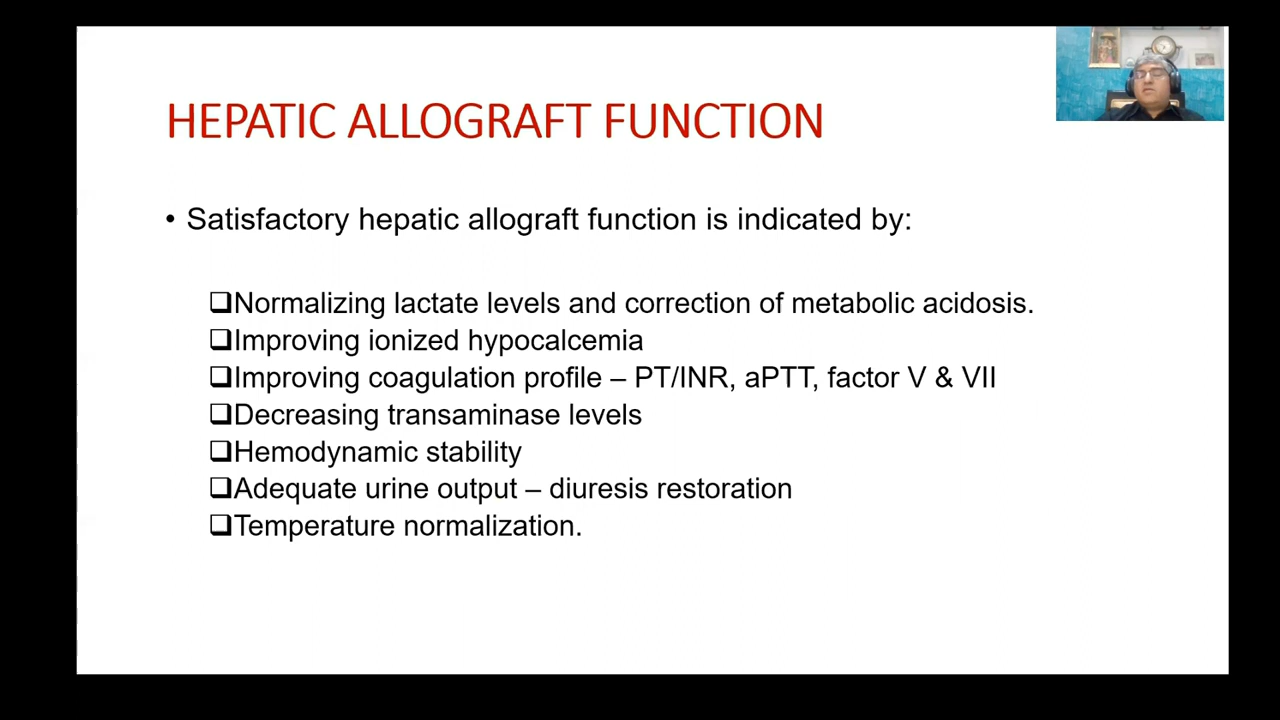 HEPATIC ALLOGRAFT FUNCTION
• Satisfactory hepatic allograft function is indicated by:
❑Normalizing lactate levels and correction of metabolic acidosis.
❑Improving ionized hypocalcemia
❑Improving coagulation profile – PT/INR, aPTT, factor V & VII
❑Decreasing transaminase levels
❑Hemodynamic stability
❑Adequate urine output – diuresis restoration
❑Temperature normalization.